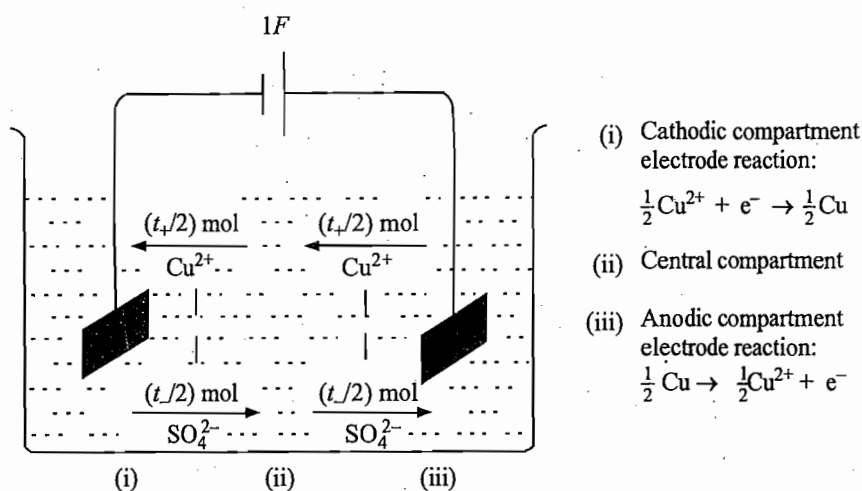 1F
(i) Cathodic compartment
electrode reaction:
½Cu²⁺ + e⁻ → ½Cu
(ii) Central compartment
(iii) Anodic compartment
electrode reaction:
½ Cu → ½Cu²⁺ + e⁻
(t₊/2) mol (t₊/2) mol
Cu²⁺ Cu²⁺
(t₋/2) mol (t₋/2) mol
SO₄²⁻ SO₄²⁻
(i) (ii) (iii)